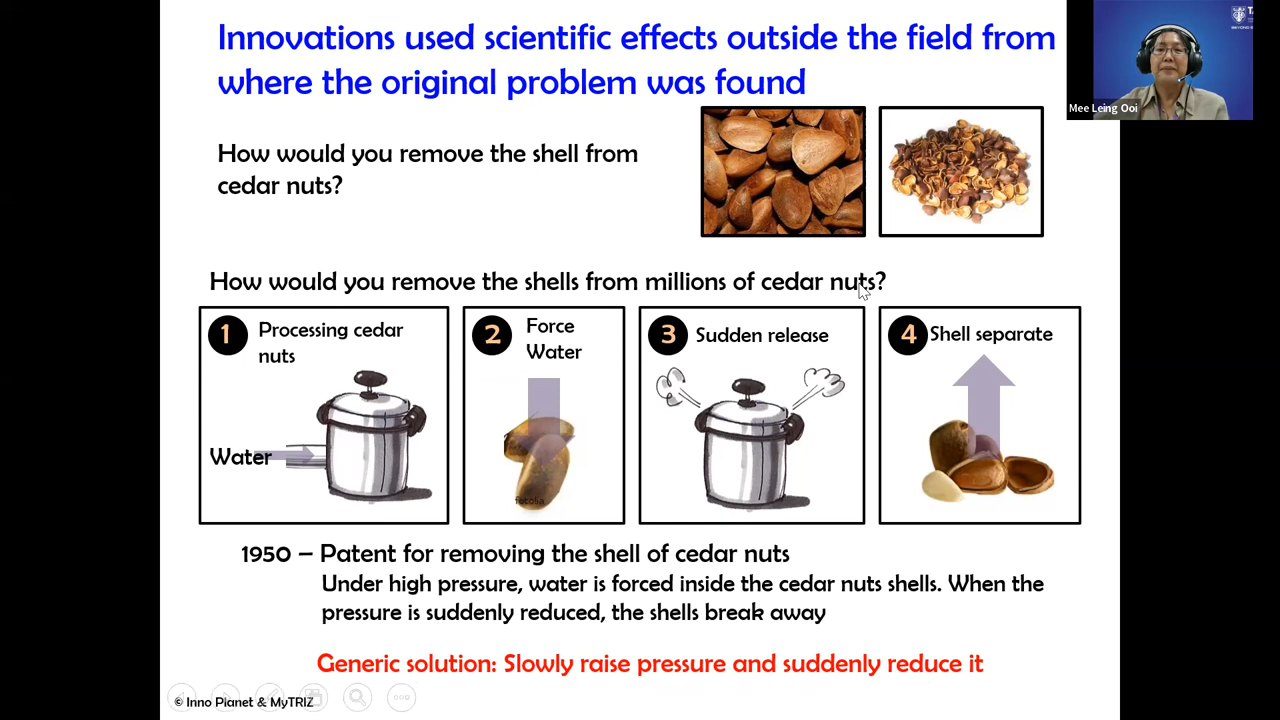 Innovations used scientific effects outside the field from
where the original problem was found
Mee Leing Ooi
How would you remove the shell from
cedar nuts?
How would you remove the shells from millions of cedar nuts?
1 Processing cedar
nuts
Water
2 Force
Water
fotolia
3 Sudden release
4 Shell separate
1950 – Patent for removing the shell of cedar nuts
Under high pressure, water is forced inside the cedar nuts shells. When the
pressure is suddenly reduced, the shells break away
Generic solution: Slowly raise pressure and suddenly reduce it
© Inno Planet & MyTRIZ